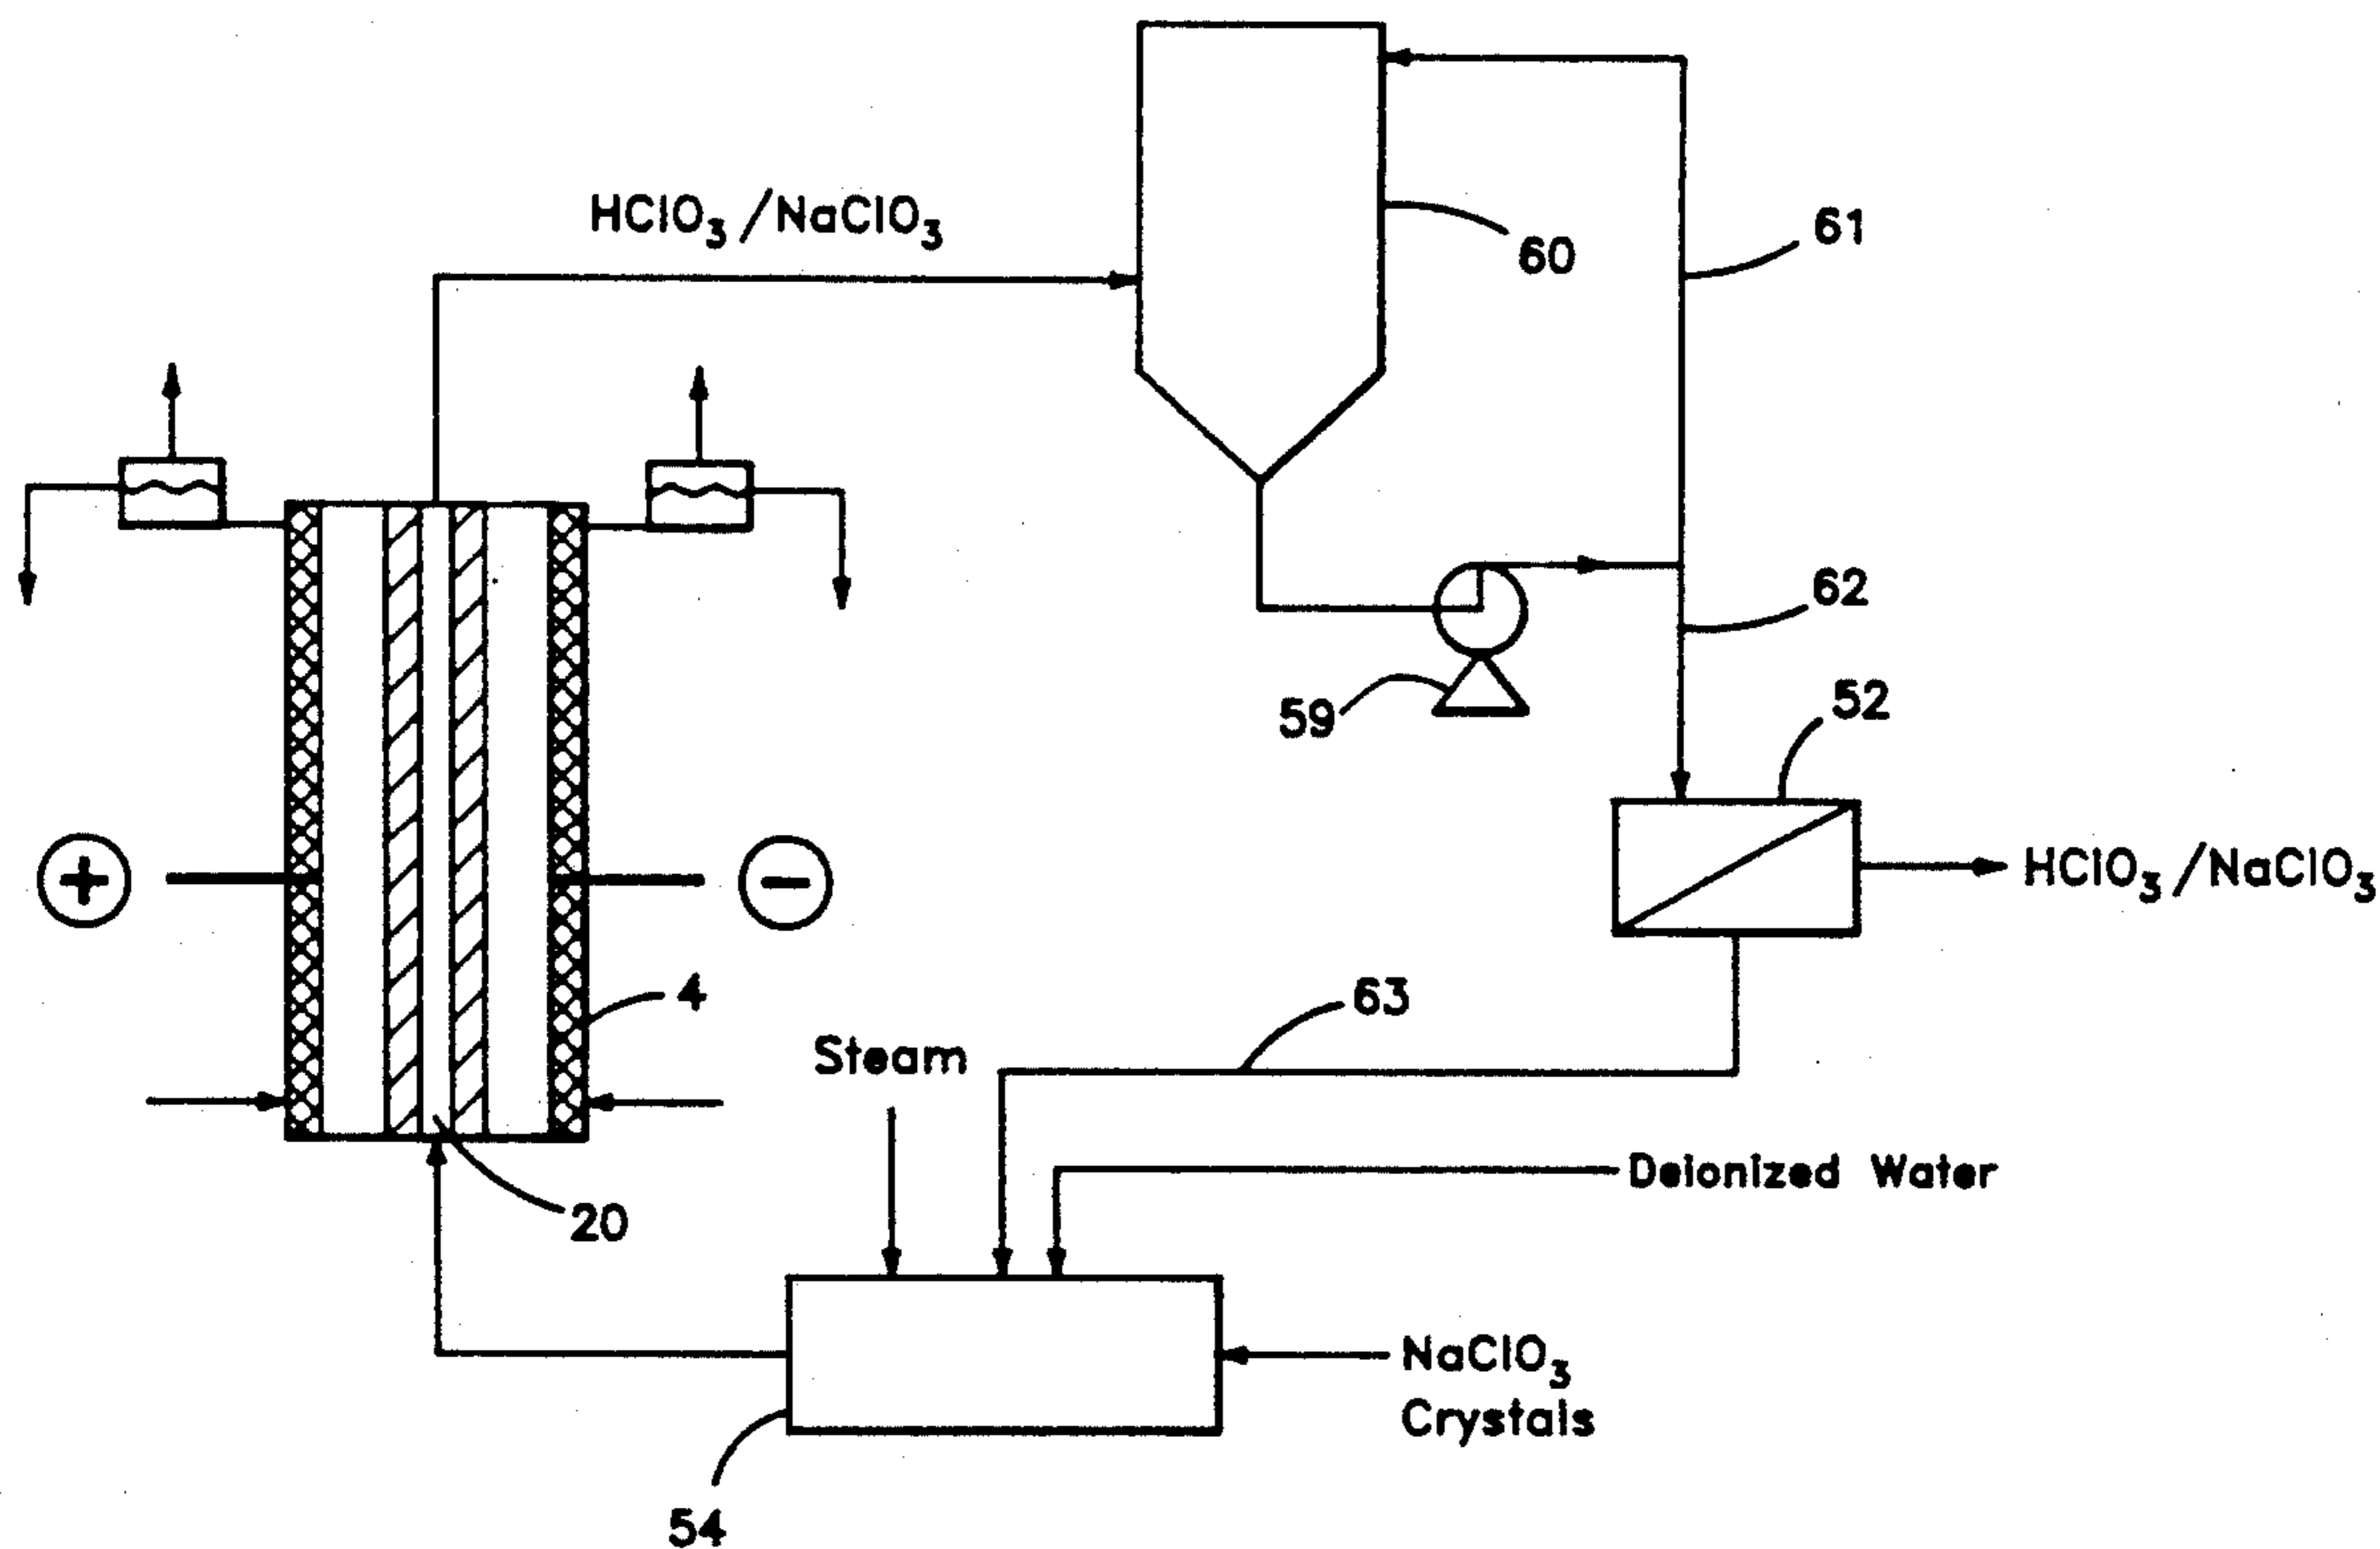 HClO₃/NaClO₃
60
61
62
59
52
+
−
HClO₃/NaClO₃
4
63
Steam
Deionized Water
20
NaClO₃
Crystals
54